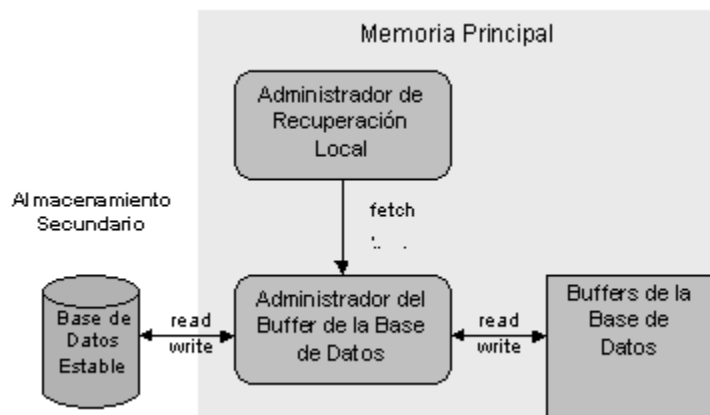 Memoria Principal
Administrador de
Recuperación
Local
Almacenamiento
Secundario
fetch
Base de
Datos
Estable
read
write
Administrador del
Buffer de la Base
de Datos
read
write
Buffers de la
Base de
Datos